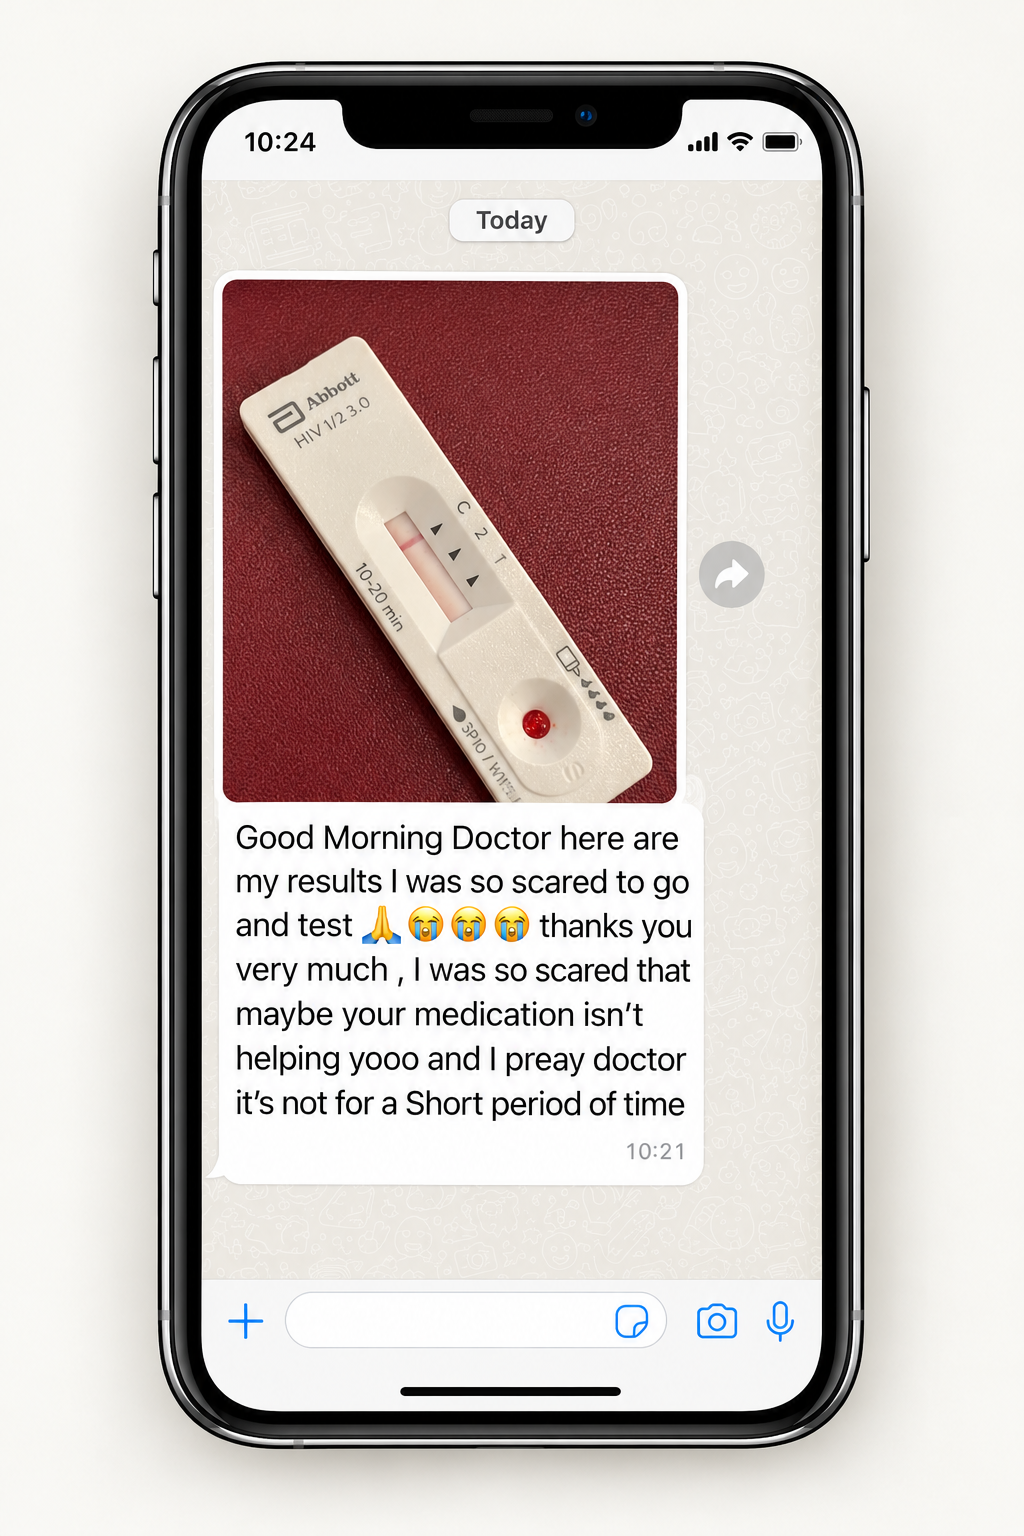 10:24
Today
Abbott
HIV 1/2 3.0
C
2
T
10-20 min
Good Morning Doctor here are
my results I was so scared to go
and test 🙏😭😭😭 thanks you
very much , I was so scared that
maybe your medication isn't
helping yooo and I preay doctor
it's not for a Short period of time
10:21